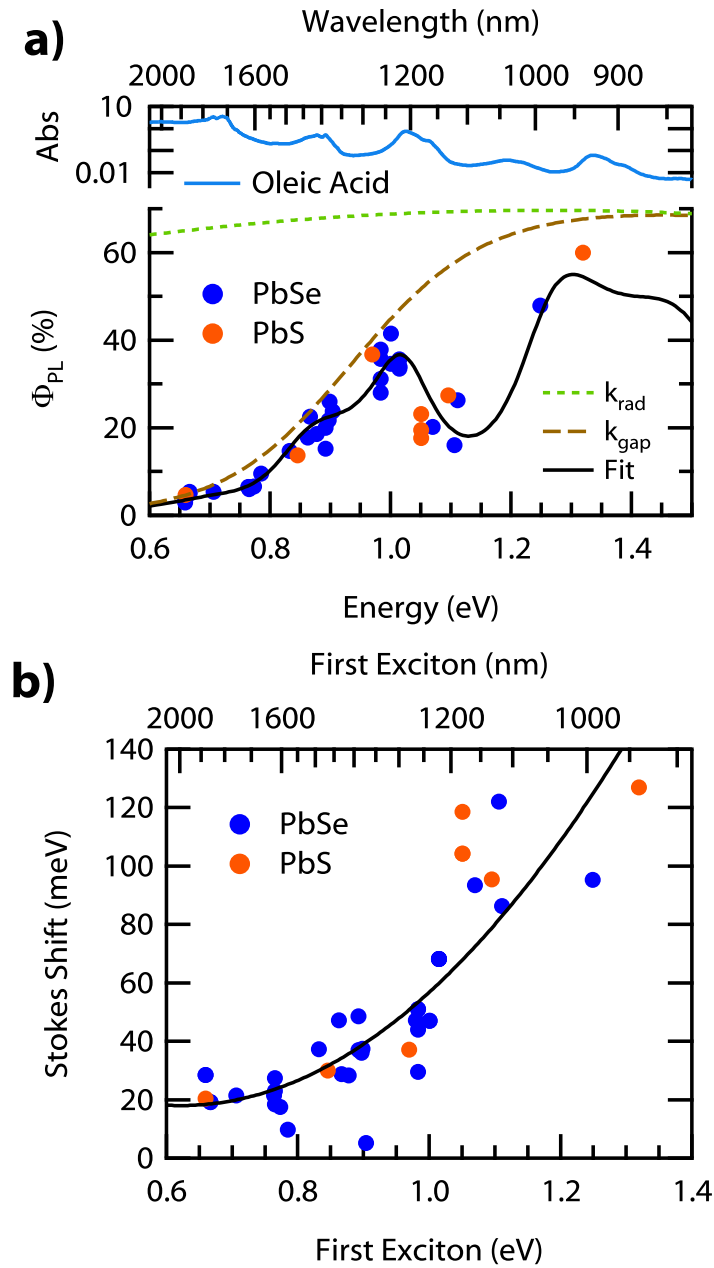 a)
Wavelength (nm)
2000 1600 1200 1000 900
Abs
10
0.01
Oleic Acid
Φ_PL (%)
60
40
20
0
PbSe
PbS
k_rad
k_gap
Fit
0.6 0.8 1.0 1.2 1.4
Energy (eV)
b)
First Exciton (nm)
2000 1600 1200 1000
Stokes Shift (meV)
140
120
100
80
60
40
20
0
PbSe
PbS
0.6 0.8 1.0 1.2 1.4
First Exciton (eV)